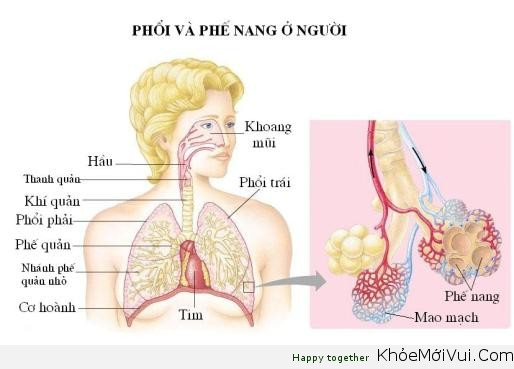 PHỔI VÀ PHẾ NANG Ở NGƯỜI
Khoang
mũi
Hầu
Thanh quản
Khí quản
Phổi phải
Phế quản
Nhánh phế
quản nhỏ
Cơ hoành
Phổi trái
Tim
Phế nang
Mao mạch
Happy together KhỏeMớiVui.Com